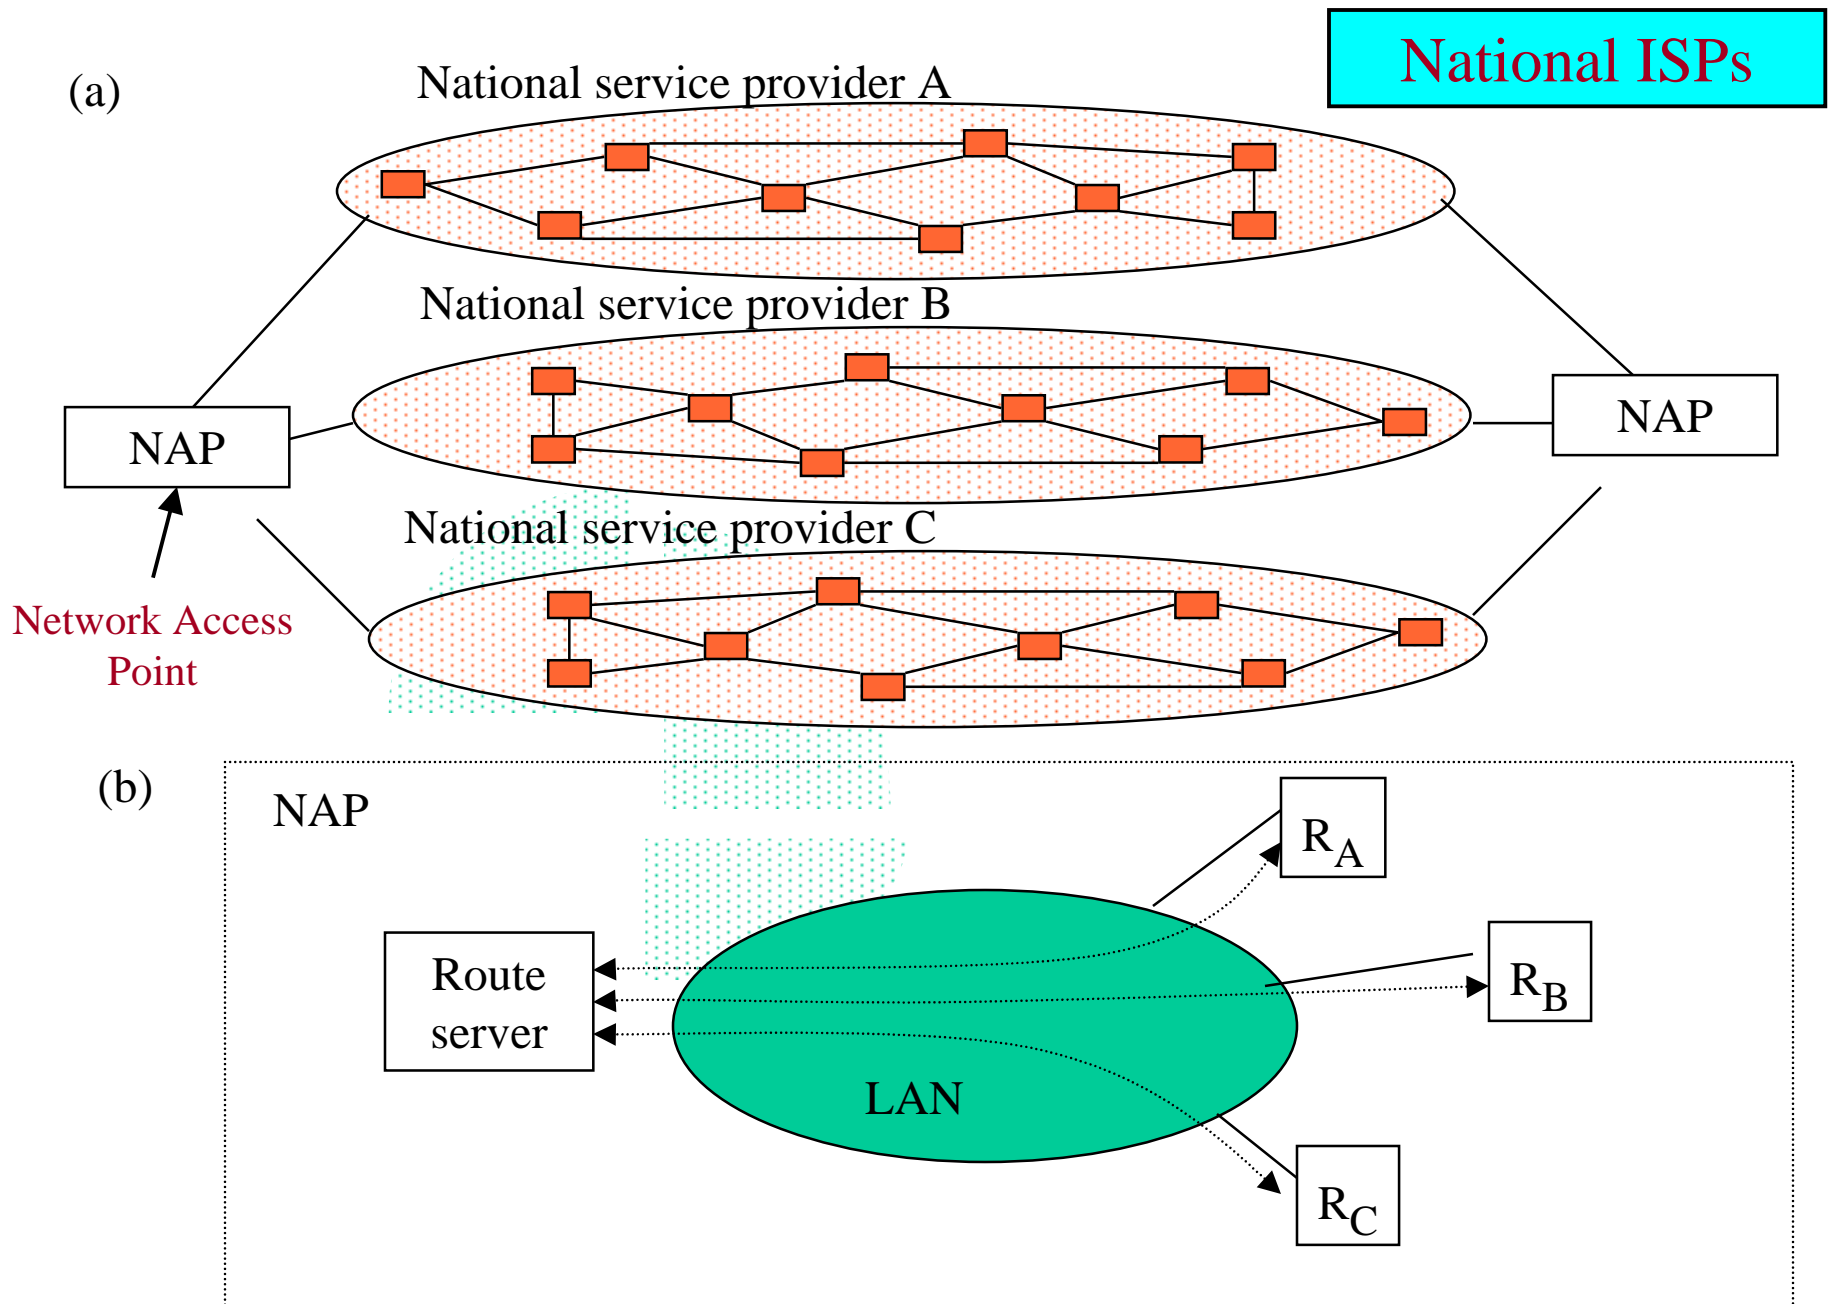 National ISPs
(a)
National service provider A
National service provider B
NAP
NAP
National service provider C
Network Access
Point
(b)
NAP
RA
Route
server
RB
LAN
RC